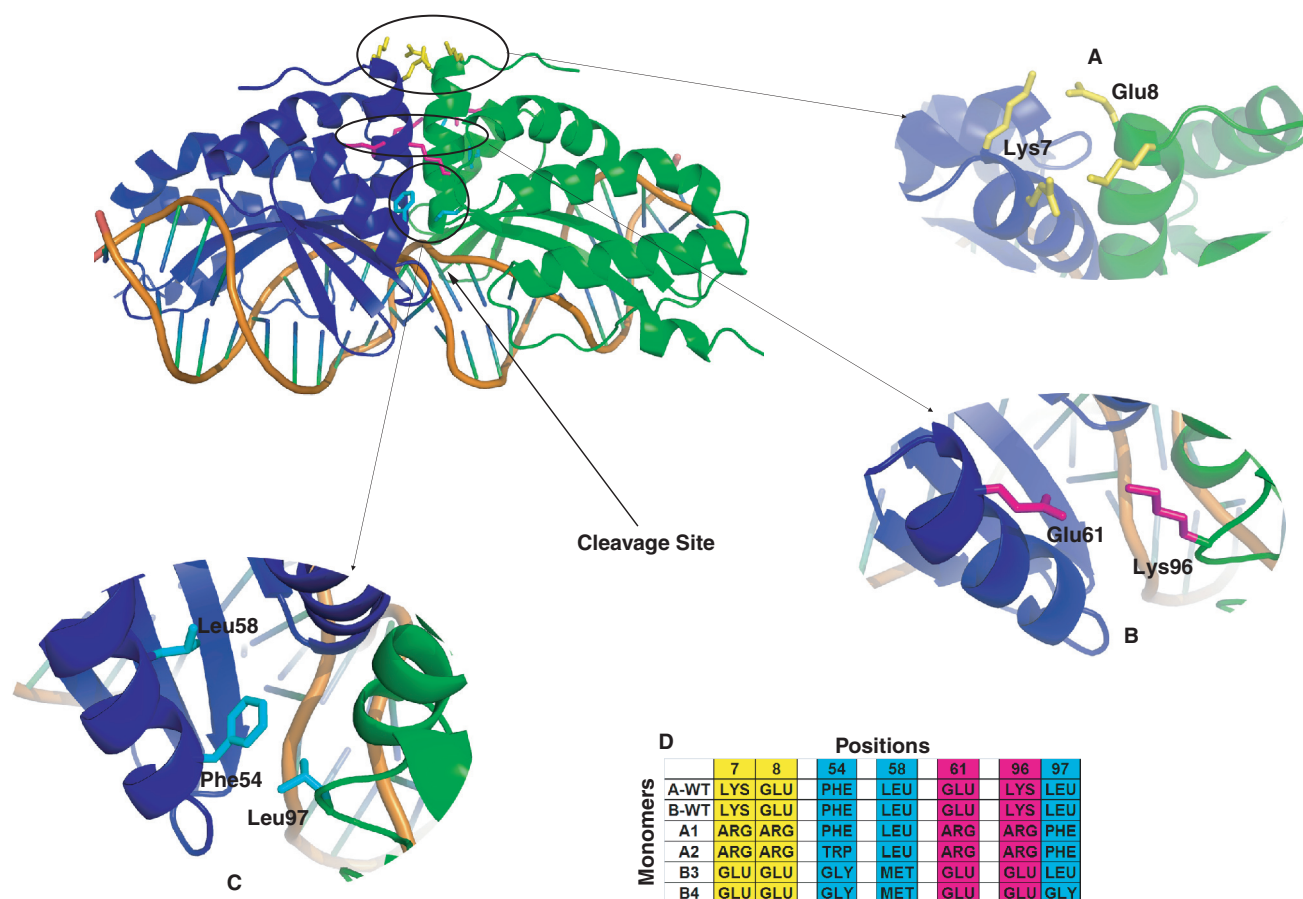 A
Glu8
Lys7
Glu61
Lys96
B
Cleavage Site
Leu58
Phe54
Leu97
C
D
Positions
Monomers
7 8 54 58 61 96 97
A-WT LYS GLU PHE LEU GLU LYS LEU
B-WT LYS GLU PHE LEU GLU LYS LEU
A1 ARG ARG PHE LEU ARG ARG PHE
A2 ARG ARG TRP LEU ARG ARG PHE
B3 GLU GLU GLY MET GLU GLU LEU
B4 GLU GLU GLY MET GLU GLU GLY